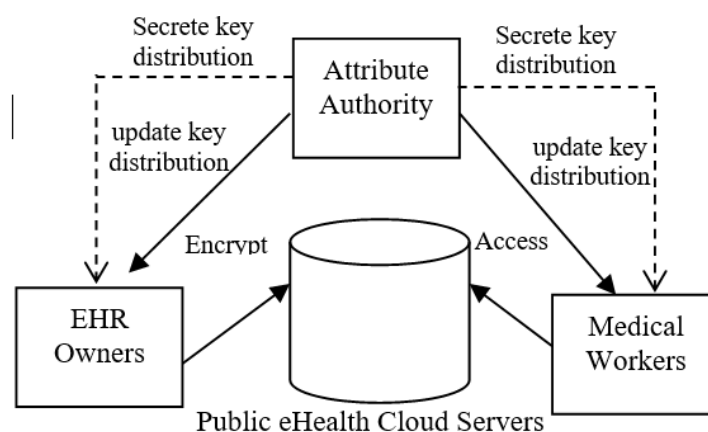 Secrete key
distribution
Attribute
Authority
Secrete key
distribution
update key
distribution
update key
distribution
Encrypt
Access
EHR
Owners
Medical
Workers
Public eHealth Cloud Servers